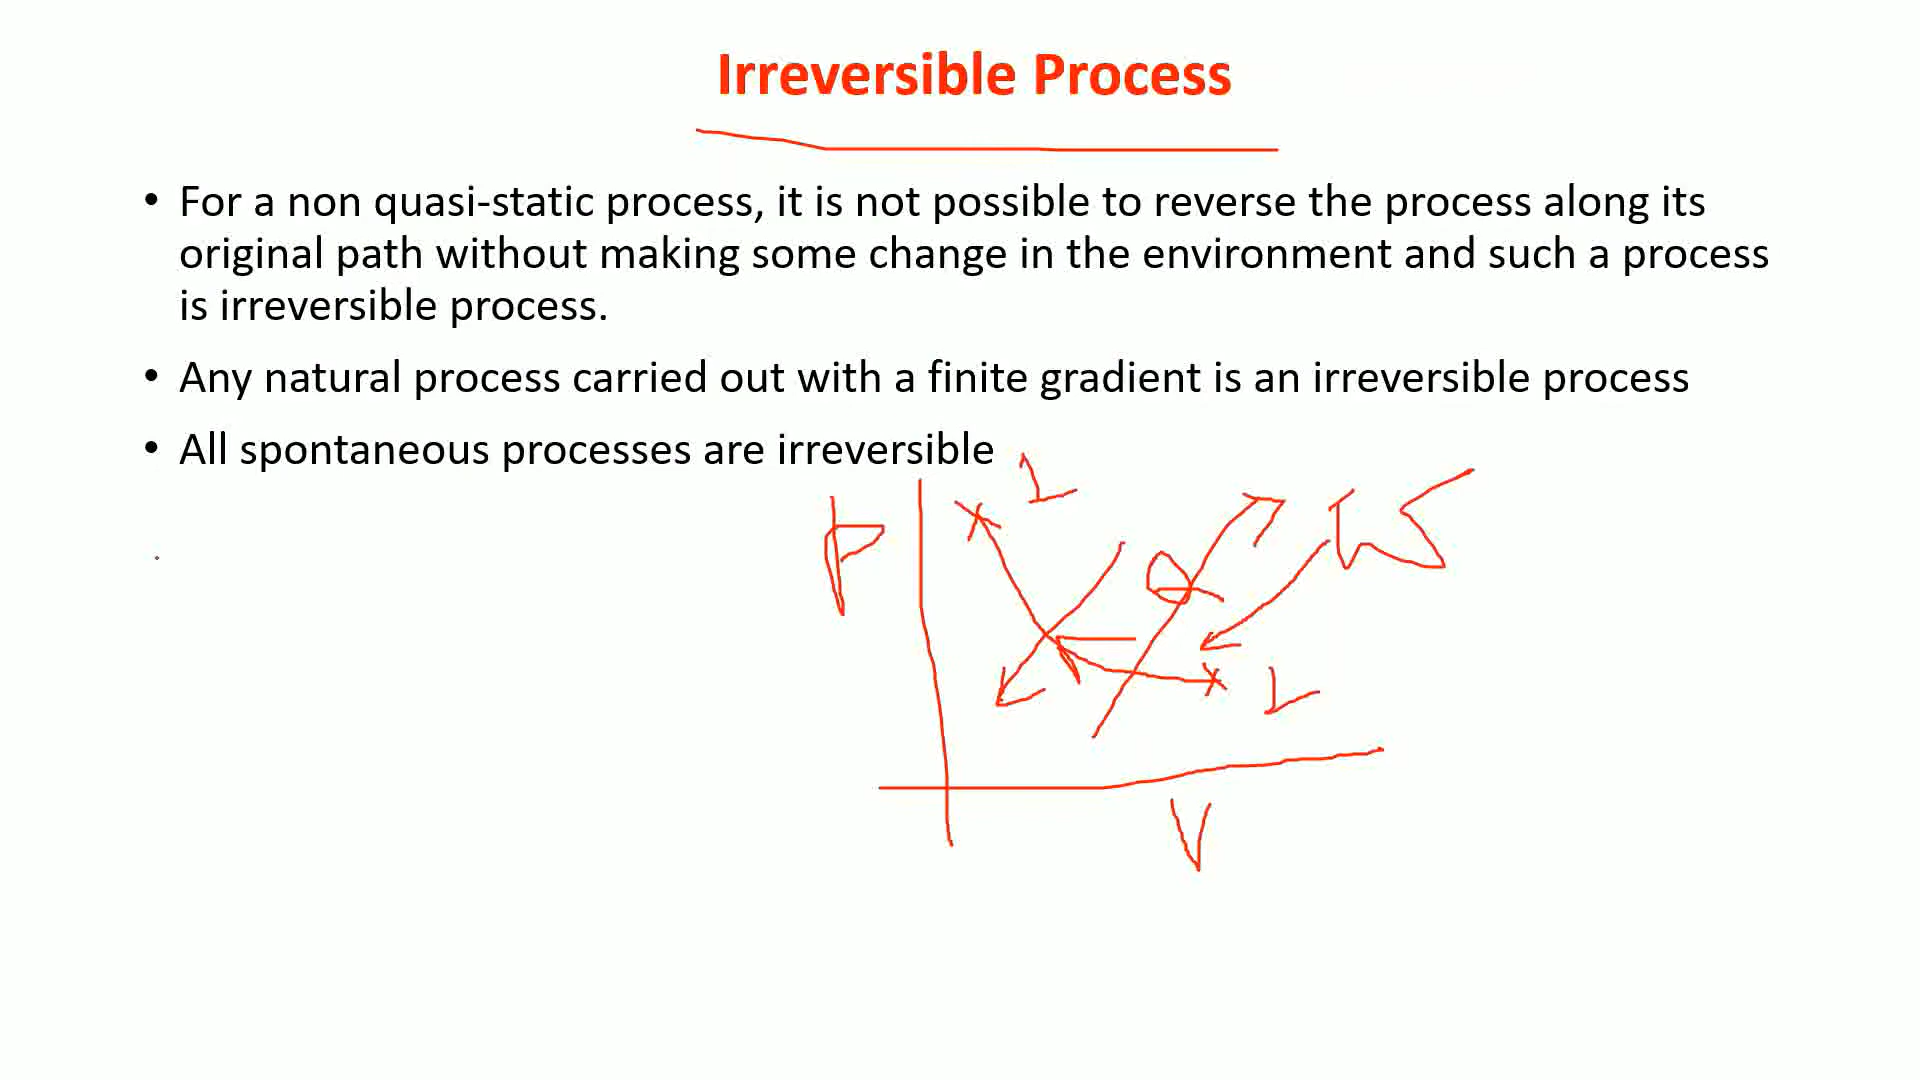 Irreversible Process
• For a non quasi-static process, it is not possible to reverse the process along its
original path without making some change in the environment and such a process
is irreversible process.
• Any natural process carried out with a finite gradient is an irreversible process
• All spontaneous processes are irreversible
P
V